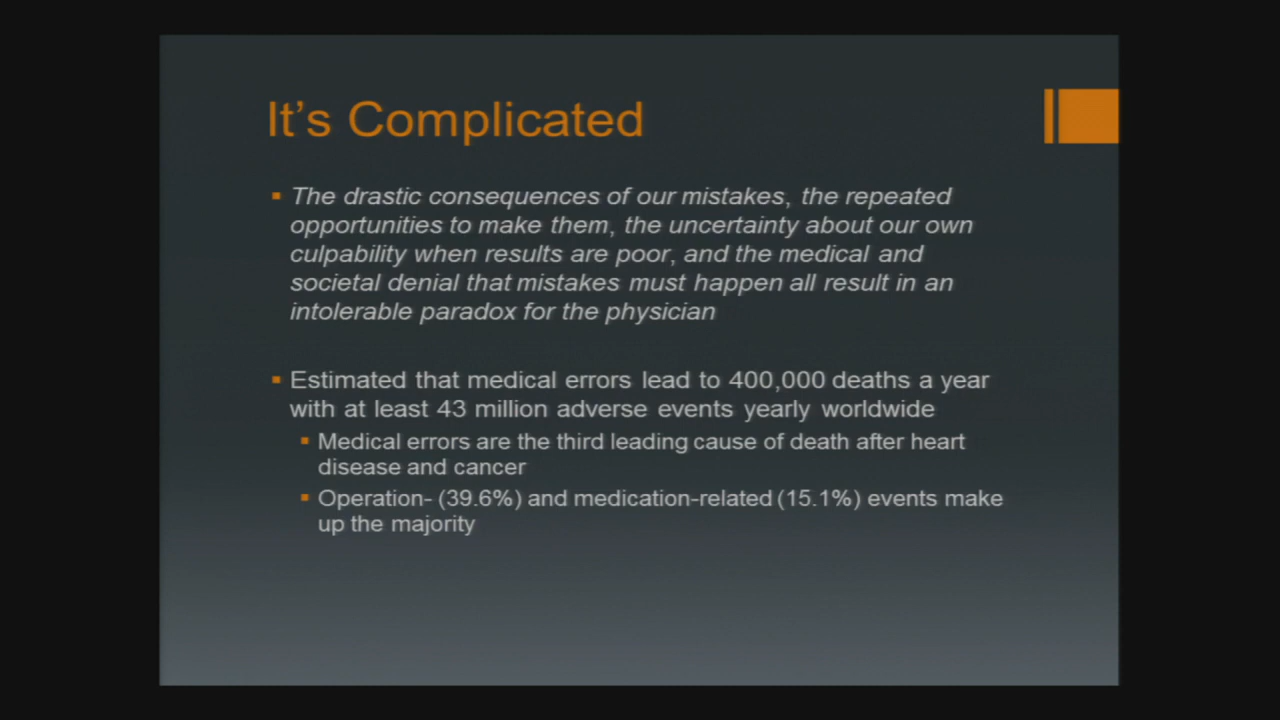 It's Complicated
The drastic consequences of our mistakes, the repeated
opportunities to make them, the uncertainty about our own
culpability when results are poor, and the medical and
societal denial that mistakes must happen all result in an
intolerable paradox for the physician
Estimated that medical errors lead to 400,000 deaths a year
with at least 43 million adverse events yearly worldwide
Medical errors are the third leading cause of death after heart
disease and cancer
Operation- (39.6%) and medication-related (15.1%) events make
up the majority